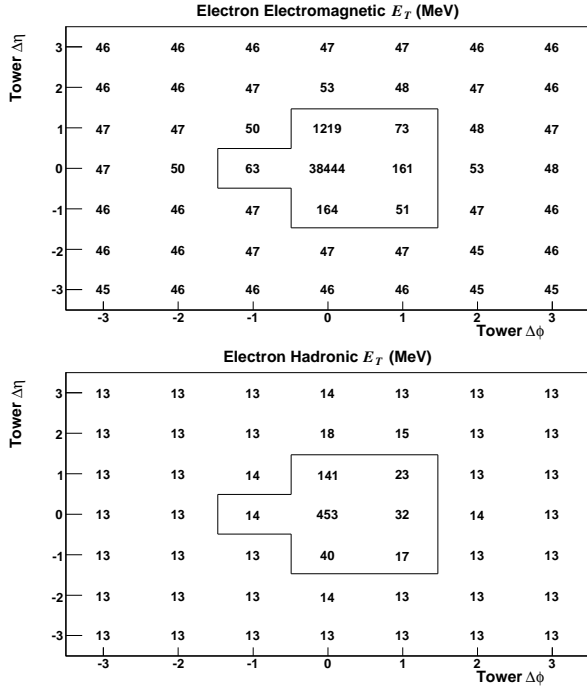 Electron Electromagnetic E_T (MeV)
Tower Δη
3 46 46 46 47 47 46 46
2 46 46 47 53 48 47 46
1 47 47 50 1219 73 48 47
0 47 50 63 38444 161 53 48
-1 46 46 47 164 51 47 46
-2 46 46 47 47 47 45 46
-3 45 46 46 46 46 45 45
-3 -2 -1 0 1 2 3
Tower Δϕ
Electron Hadronic E_T (MeV)
Tower Δη
3 13 13 13 14 13 13 13
2 13 13 13 18 15 13 13
1 13 13 14 141 23 13 13
0 13 13 14 453 32 14 13
-1 13 13 13 40 17 13 13
-2 13 13 13 14 13 13 13
-3 13 13 13 13 13 13 13
-3 -2 -1 0 1 2 3
Tower Δϕ